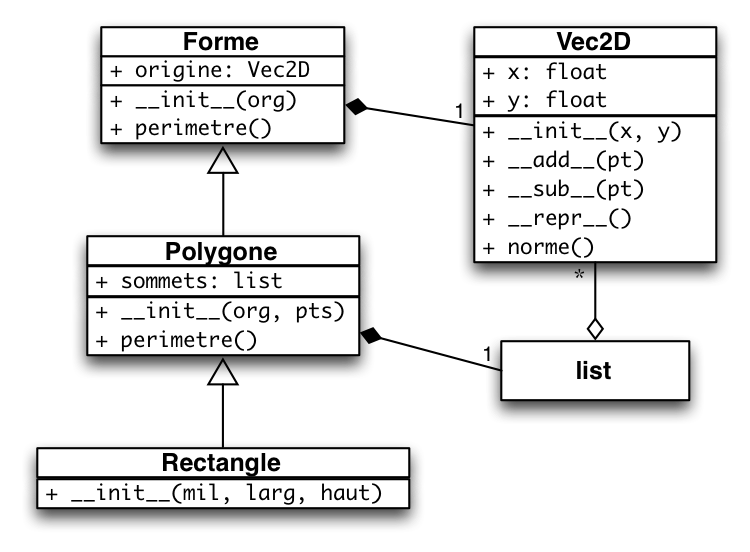 Forme
+ origine: Vec2D
+ __init__(org)
+ perimetre()
1
Vec2D
+ x: float
+ y: float
+ __init__(x, y)
+ __add__(pt)
+ __sub__(pt)
+ __repr__()
+ norme()
*
Polygone
+ sommets: list
+ __init__(org, pts)
+ perimetre()
1
list
Rectangle
+ __init__(mil, larg, haut)